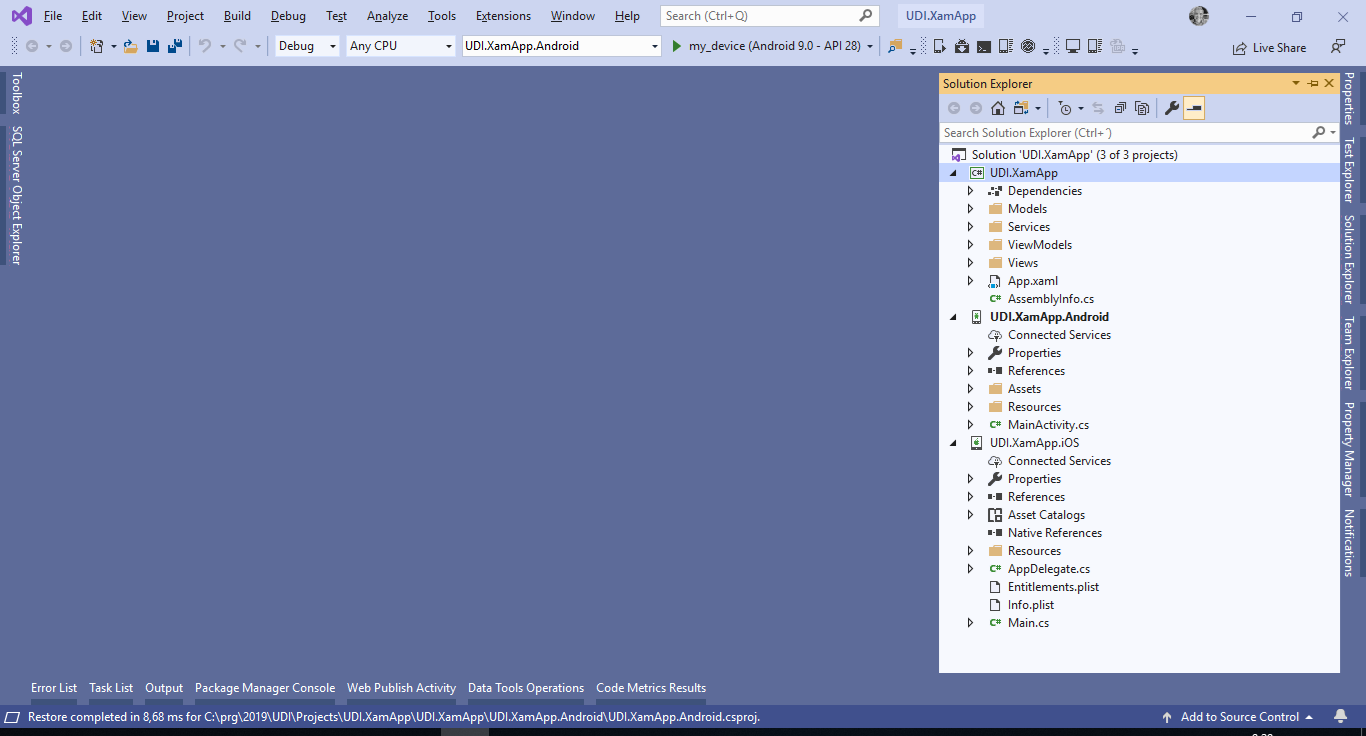 File Edit View Project Build Debug Test Analyze Tools Extensions Window Help Search (Ctrl+Q) UDI.XamApp
Debug Any CPU UDI.XamApp.Android my_device (Android 9.0 - API 28) Live Share
Toolbox
SQL Server Object Explorer
Solution Explorer
Search Solution Explorer (Ctrl+´)
Solution 'UDI.XamApp' (3 of 3 projects)
C# UDI.XamApp
Dependencies
Models
Services
ViewModels
Views
App.xaml
C# AssemblyInfo.cs
UDI.XamApp.Android
Connected Services
Properties
References
Assets
Resources
C# MainActivity.cs
UDI.XamApp.iOS
Connected Services
Properties
References
Asset Catalogs
Native References
Resources
C# AppDelegate.cs
Entitlements.plist
Info.plist
C# Main.cs
Properties
Test Explorer
Solution Explorer
Team Explorer
Property Manager
Notifications
Error List Task List Output Package Manager Console Web Publish Activity Data Tools Operations Code Metrics Results
Restore completed in 8,68 ms for C:\prg\2019\UDI\Projects\UDI.XamApp\UDI.XamApp\UDI.XamApp.Android\UDI.XamApp.Android.csproj. Add to Source Control